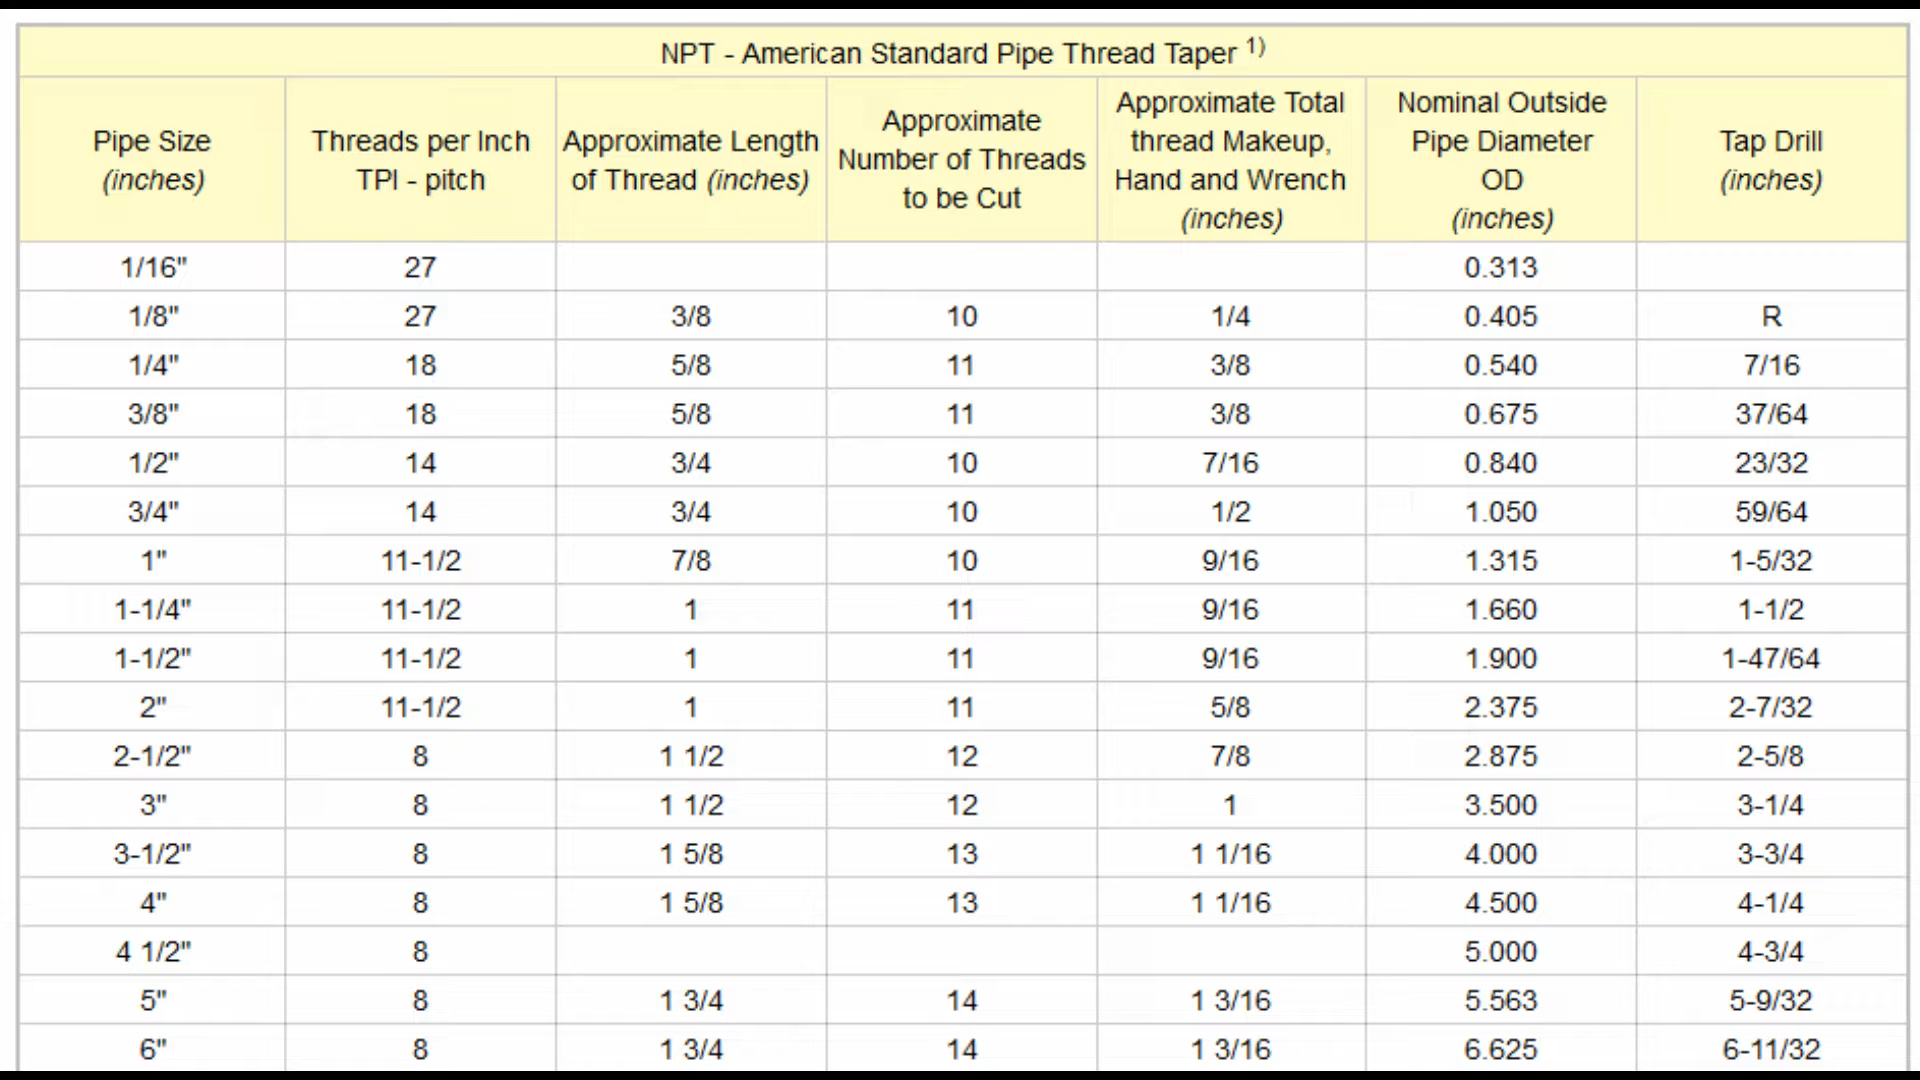 NPT - American Standard Pipe Thread Taper 1)
Pipe Size (inches) Threads per Inch TPI - pitch Approximate Length of Thread (inches) Approximate Number of Threads to be Cut Approximate Total thread Makeup, Hand and Wrench (inches) Nominal Outside Pipe Diameter OD (inches) Tap Drill (inches)
1/16" 27 0.313
1/8" 27 3/8 10 1/4 0.405 R
1/4" 18 5/8 11 3/8 0.540 7/16
3/8" 18 5/8 11 3/8 0.675 37/64
1/2" 14 3/4 10 7/16 0.840 23/32
3/4" 14 3/4 10 1/2 1.050 59/64
1" 11-1/2 7/8 10 9/16 1.315 1-5/32
1-1/4" 11-1/2 1 11 9/16 1.660 1-1/2
1-1/2" 11-1/2 1 11 9/16 1.900 1-47/64
2" 11-1/2 1 11 5/8 2.375 2-7/32
2-1/2" 8 1 1/2 12 7/8 2.875 2-5/8
3" 8 1 1/2 12 1 3.500 3-1/4
3-1/2" 8 1 5/8 13 1 1/16 4.000 3-3/4
4" 8 1 5/8 13 1 1/16 4.500 4-1/4
4 1/2" 8 5.000 4-3/4
5" 8 1 3/4 14 1 3/16 5.563 5-9/32
6" 8 1 3/4 14 1 3/16 6.625 6-11/32